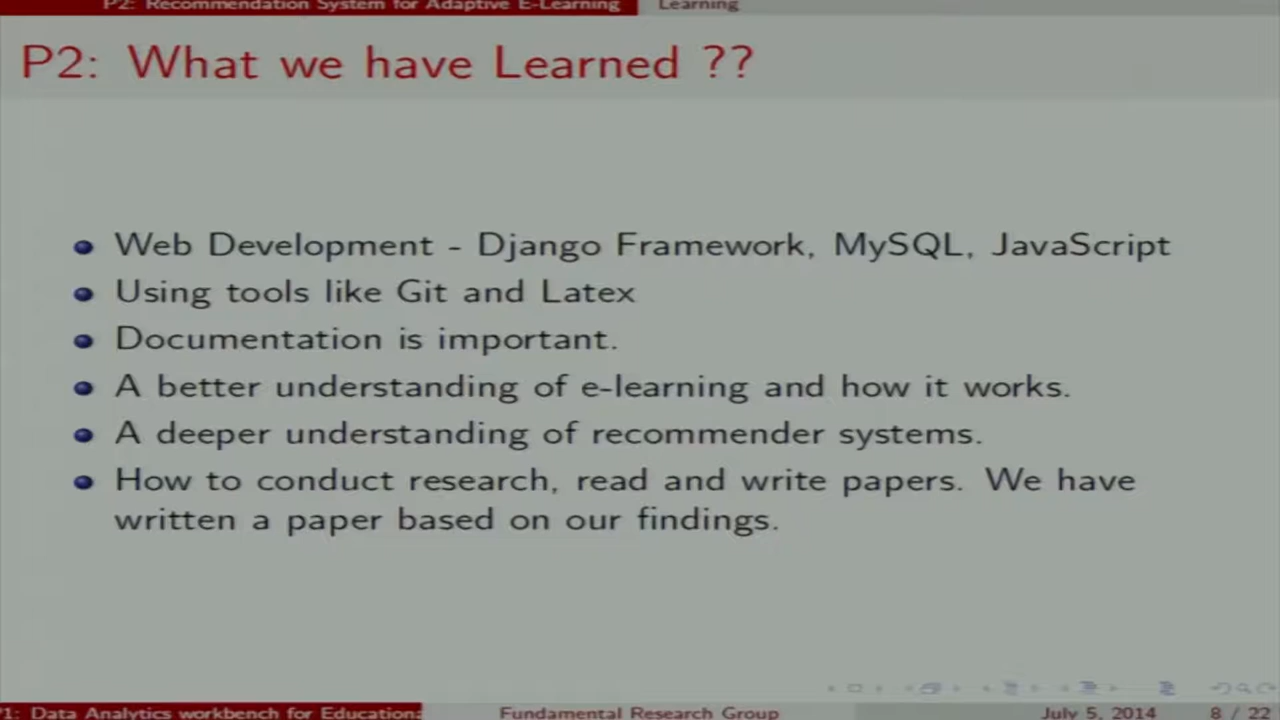 P2: Recommendation System for Adaptive E-Learning Learning
P2: What we have Learned ??
Web Development - Django Framework, MySQL, JavaScript
Using tools like Git and Latex
Documentation is important.
A better understanding of e-learning and how it works.
A deeper understanding of recommender systems.
How to conduct research, read and write papers. We have
written a paper based on our findings.
P1: Data Analytics workbench for Educationa Fundamental Research Group July 5, 2014 8 / 22